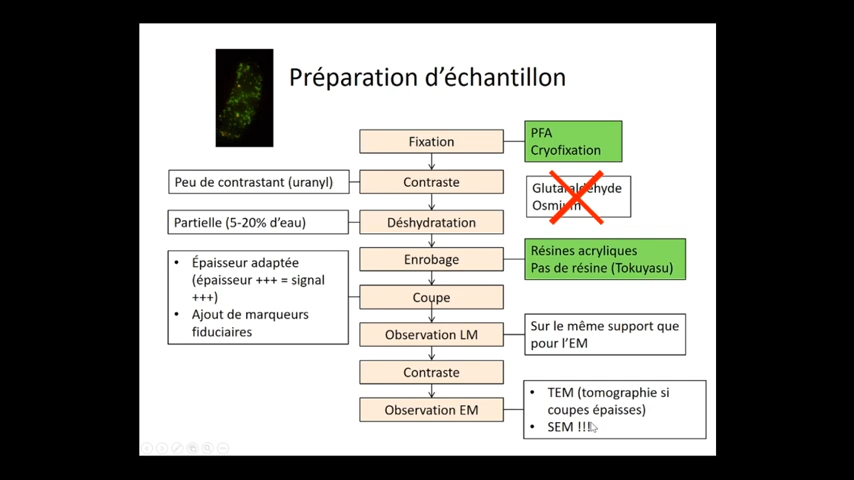 Préparation d'échantillon
Fixation
PFA
Cryofixation
Peu de contrastant (uranyl)
Contraste
Glutaraldéhyde
Osmium
Partielle (5-20% d'eau)
Déshydratation
Enrobage
Résines acryliques
Pas de résine (Tokuyasu)
• Épaisseur adaptée
(épaisseur +++ = signal
+++)
• Ajout de marqueurs
fiduciaires
Coupe
Observation LM
Sur le même support que
pour l'EM
Contraste
Observation EM
• TEM (tomographie si
coupes épaisses)
• SEM !!!